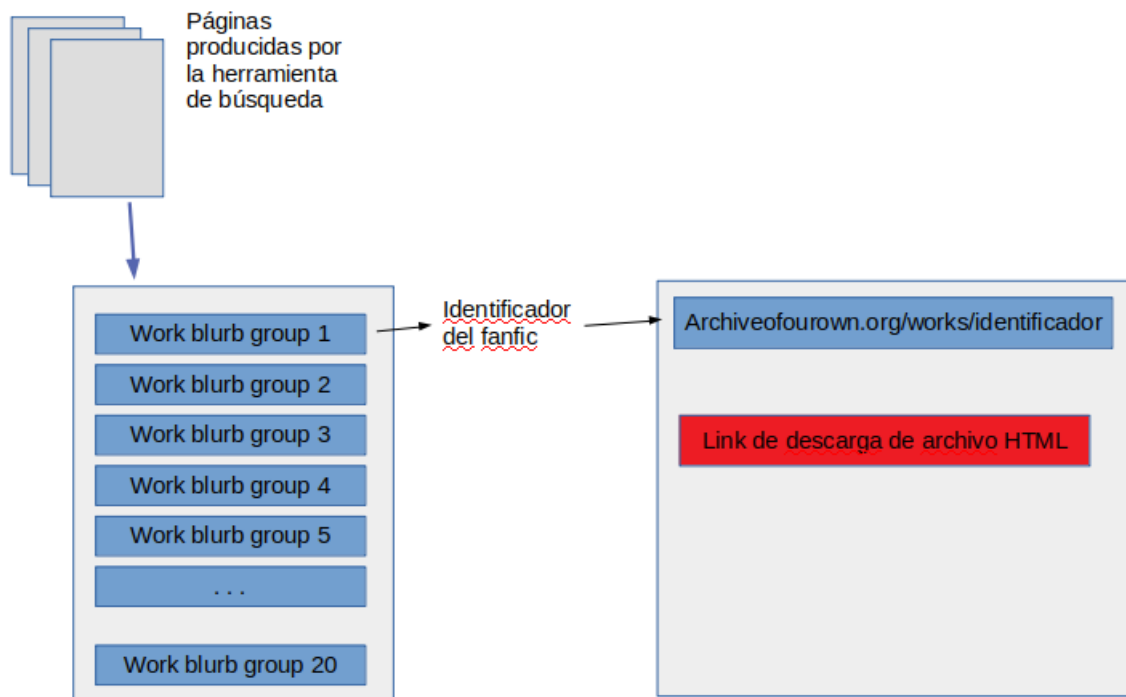 Páginas
producidas por
la herramienta
de búsqueda
Work blurb group 1
Work blurb group 2
Work blurb group 3
Work blurb group 4
Work blurb group 5
. . .
Work blurb group 20
Identificador
del fanfic
Archiveofourown.org/works/identificador
Link de descarga de archivo HTML